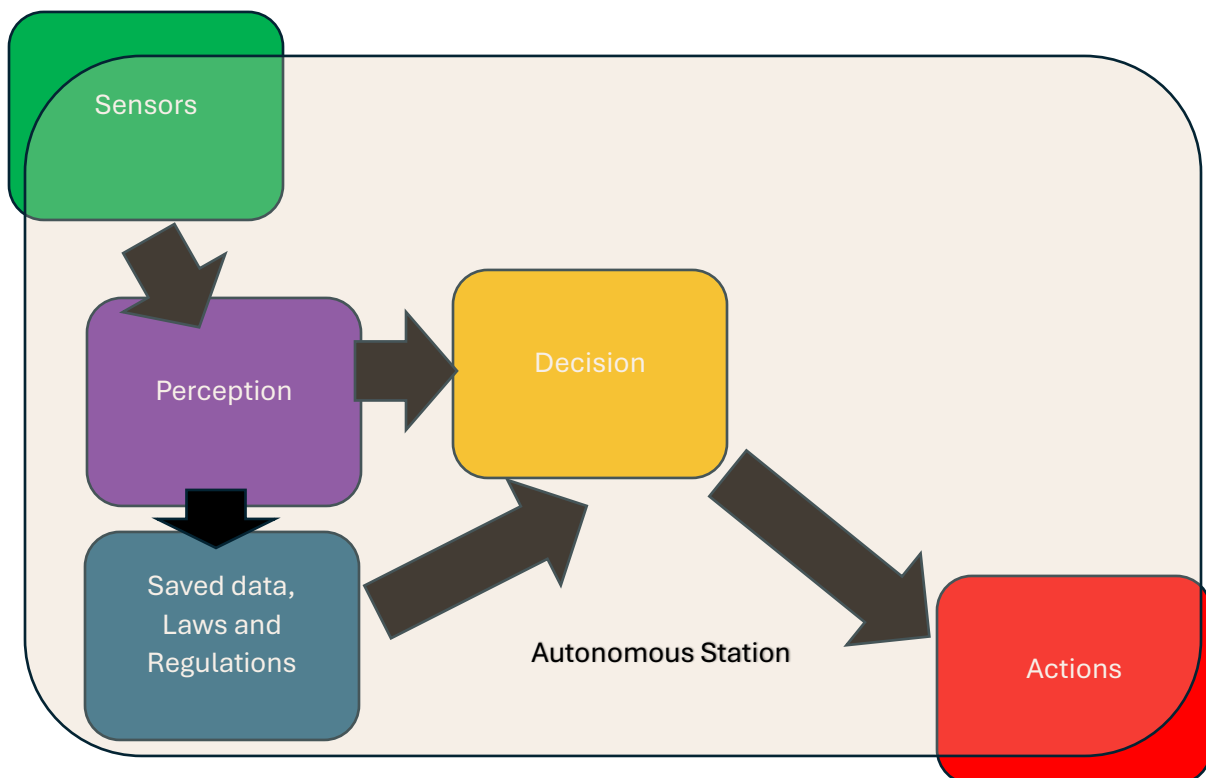 Sensors
Decision
Perception
Saved data,
Laws and
Regulations
Autonomous Station
Actions